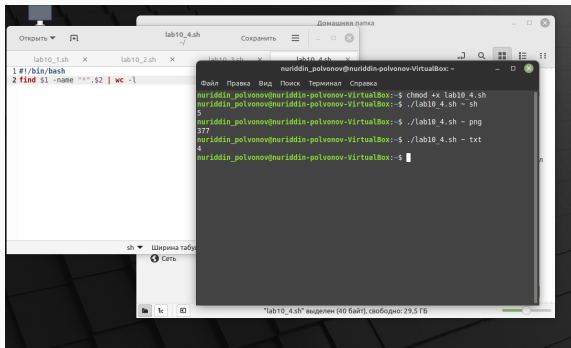 Домашняя папка
Открыть
lab10_4.sh
~/
Сохранить
lab10_1.sh
lab10_2.sh
lab10_3.sh
lab10_4.sh
1 #!/bin/bash
2 find $1 -name "*".$2 | wc -l
nuriddin_polvonov@nuriddin-polvonov-VirtualBox: ~
Файл Правка Вид Поиск Терминал Справка
nuriddin_polvonov@nuriddin-polvonov-VirtualBox:~$ chmod +x lab10_4.sh
nuriddin_polvonov@nuriddin-polvonov-VirtualBox:~$ ./lab10_4.sh ~ sh
5
nuriddin_polvonov@nuriddin-polvonov-VirtualBox:~$ ./lab10_4.sh ~ png
377
nuriddin_polvonov@nuriddin-polvonov-VirtualBox:~$ ./lab10_4.sh ~ txt
4
nuriddin_polvonov@nuriddin-polvonov-VirtualBox:~$
sh
Ширина табу
Сеть
"lab10_4.sh" выделен (40 байт), свободно: 29,5 ГБ